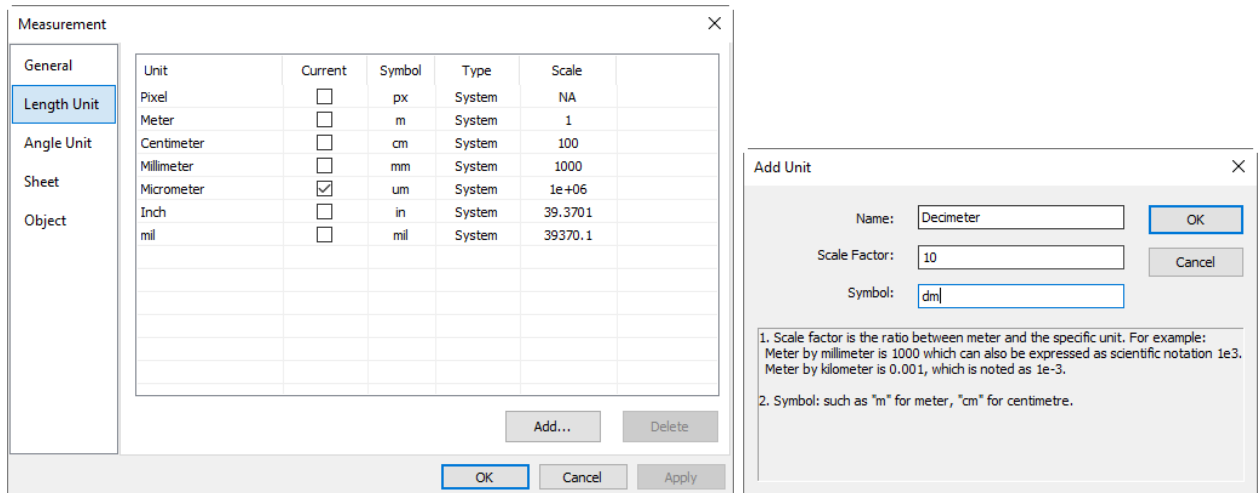 Measurement
General
Length Unit
Angle Unit
Sheet
Object
Unit Current Symbol Type Scale
Pixel px System NA
Meter m System 1
Centimeter cm System 100
Millimeter mm System 1000
Micrometer um System 1e+06
Inch in System 39.3701
mil mil System 39370.1
Add... Delete
OK Cancel Apply
Add Unit
Name: Decimeter OK
Scale Factor: 10 Cancel
Symbol: dm
1. Scale factor is the ratio between meter and the specific unit. For example:
Meter by millimeter is 1000 which can also be expressed as scientific notation 1e3.
Meter by kilometer is 0.001, which is noted as 1e-3.
2. Symbol: such as "m" for meter, "cm" for centimetre.